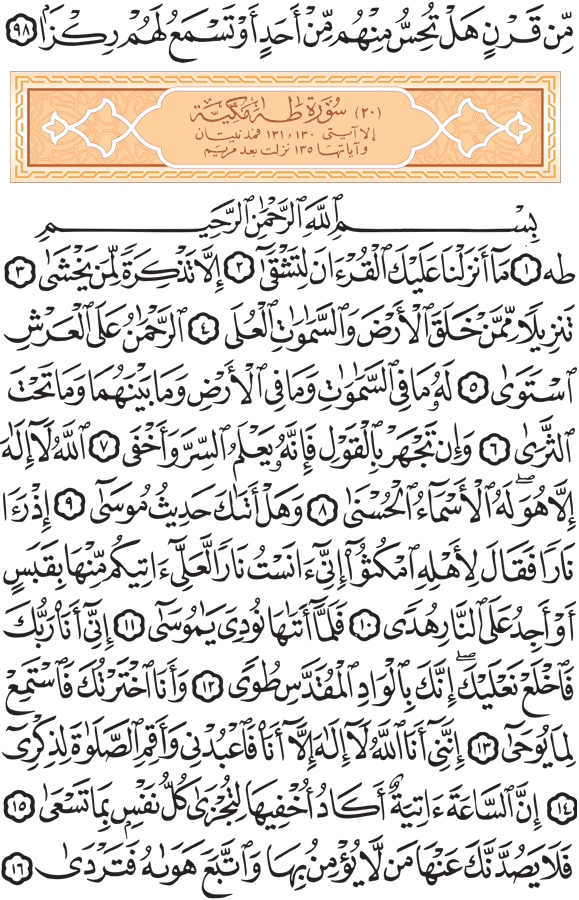 مِّن قَرْنٍ هَلْ تُحِسُّ مِنْهُم مِّنْ أَحَدٍ أَوْ تَسْمَعُ لَهُمْ رِكْزَۢا ٩٨
(٢٠) سُورَةُ طه مَكِّيَّة
إلا آيتي ١٣٠ و ١٣١ فمدنيتان
وآياتها ١٣٥ نزلت بعد مريم
بِسْمِ ٱللَّهِ ٱلرَّحْمَٰنِ ٱلرَّحِيمِ
طه ١ مَآ أَنزَلْنَا عَلَيْكَ ٱلْقُرْءَانَ لِتَشْقَىٰٓ ٢ إِلَّا تَذْكِرَةً لِّمَن يَخْشَىٰ ٣
تَنزِيلًا مِّمَّنْ خَلَقَ ٱلْأَرْضَ وَٱلسَّمَٰوَٰتِ ٱلْعُلَى ٤ ٱلرَّحْمَٰنُ عَلَى ٱلْعَرْشِ
ٱسْتَوَىٰ ٥ لَهُۥ مَا فِي ٱلسَّمَٰوَٰتِ وَمَا فِي ٱلْأَرْضِ وَمَا بَيْنَهُمَا وَمَا تَحْتَ
ٱلثَّرَىٰ ٦ وَإِن تَجْهَرْ بِٱلْقَوْلِ فَإِنَّهُۥ يَعْلَمُ ٱلسِّرَّ وَأَخْفَى ٧ ٱللَّهُ لَآ إِلَٰهَ
إِلَّا هُوَۖ لَهُ ٱلْأَسْمَآءُ ٱلْحُسْنَىٰ ٨ وَهَلْ أَتَىٰكَ حَدِيثُ مُوسَىٰٓ ٩ إِذْ رَءَا
نَارًا فَقَالَ لِأَهْلِهِ ٱمْكُثُوٓا۟ إِنِّىٓ ءَانَسْتُ نَارًا لَّعَلِّىٓ ءَاتِيكُم مِّنْهَا بِقَبَسٍ
أَوْ أَجِدُ عَلَى ٱلنَّارِ هُدًى ١٠ فَلَمَّآ أَتَىٰهَا نُودِىَ يَٰمُوسَىٰٓ ١١ إِنِّىٓ أَنَا۠ رَبُّكَ
فَٱخْلَعْ نَعْلَيْكَۖ إِنَّكَ بِٱلْوَادِ ٱلْمُقَدَّسِ طُوًى ١٢ وَأَنَا ٱخْتَرْتُكَ فَٱسْتَمِعْ
لِمَا يُوحَىٰٓ ١٣ إِنَّنِىٓ أَنَا ٱللَّهُ لَآ إِلَٰهَ إِلَّآ أَنَا۠ فَٱعْبُدْنِى وَأَقِمِ ٱلصَّلَوٰةَ لِذِكْرِىٓ
١٤ إِنَّ ٱلسَّاعَةَ ءَاتِيَةٌ أَكَادُ أُخْفِيهَا لِتُجْزَىٰ كُلُّ نَفْسٍۭ بِمَا تَسْعَىٰ ١٥
فَلَا يَصُدَّنَّكَ عَنْهَا مَن لَّا يُؤْمِنُ بِهَا وَٱتَّبَعَ هَوَىٰهُ فَتَرْدَىٰ ١٦